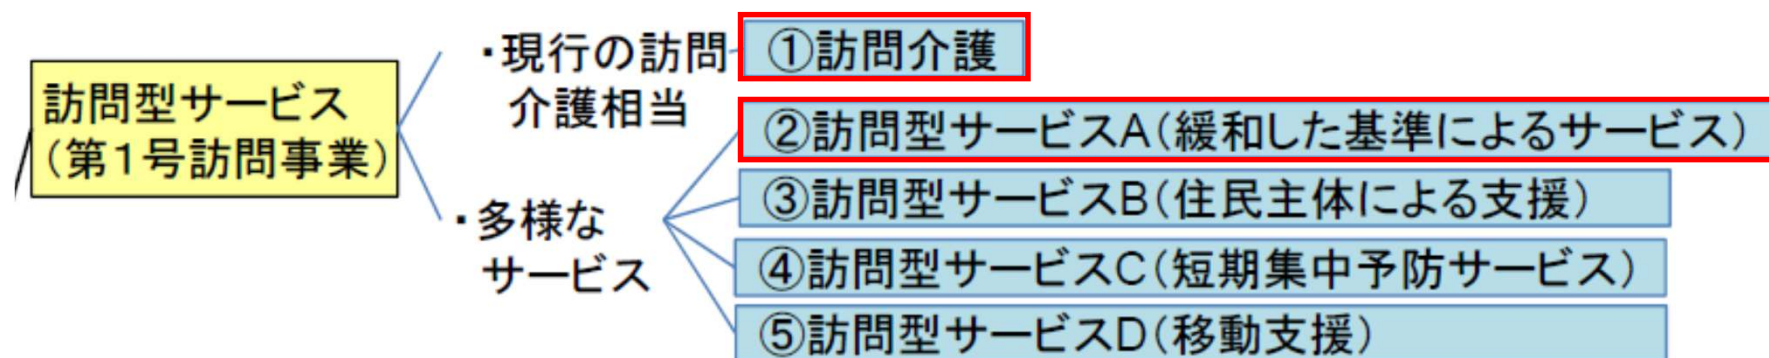 訪問型サービス
(第1号訪問事業)
・現行の訪問
介護相当
①訪問介護
・多様な
サービス
②訪問型サービスA(緩和した基準によるサービス)
③訪問型サービスB(住民主体による支援)
④訪問型サービスC(短期集中予防サービス)
⑤訪問型サービスD(移動支援)